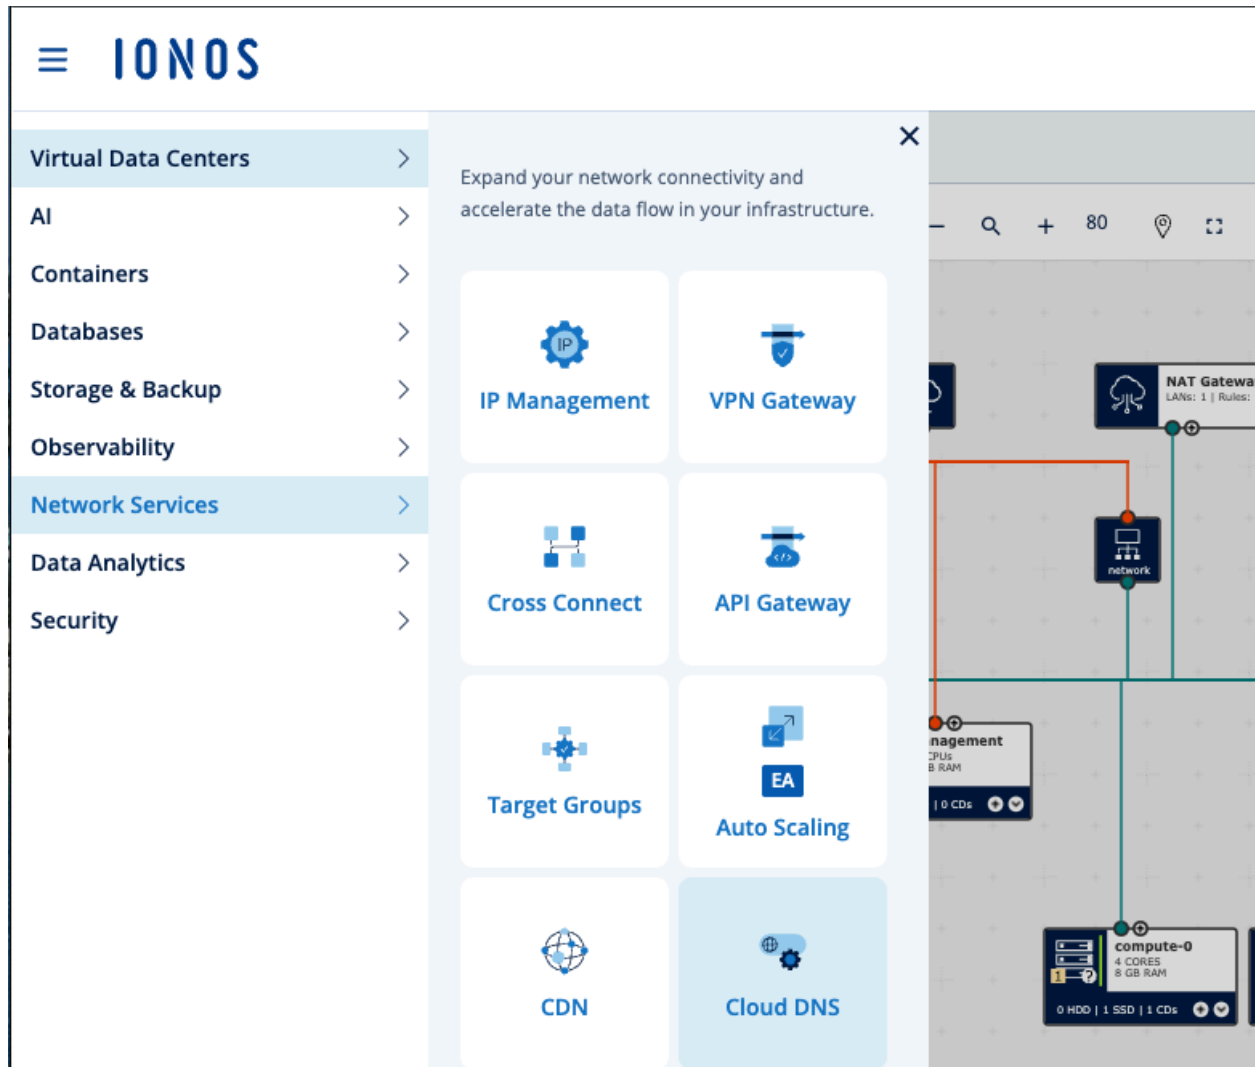 IONOS
Virtual Data Centers
AI
Containers
Databases
Storage & Backup
Observability
Network Services
Data Analytics
Security
Expand your network connectivity and
accelerate the data flow in your infrastructure.
IP
IP Management
VPN Gateway
Cross Connect
API Gateway
Target Groups
EA
Auto Scaling
CDN
Cloud DNS
80
NAT Gatewa
LANs: 1 | Rules:
network
nagement
CPUs
B RAM
| 0 CDs
compute-0
4 CORES
8 GB RAM
1
?
0 HDD | 1 SSD | 1 CDs